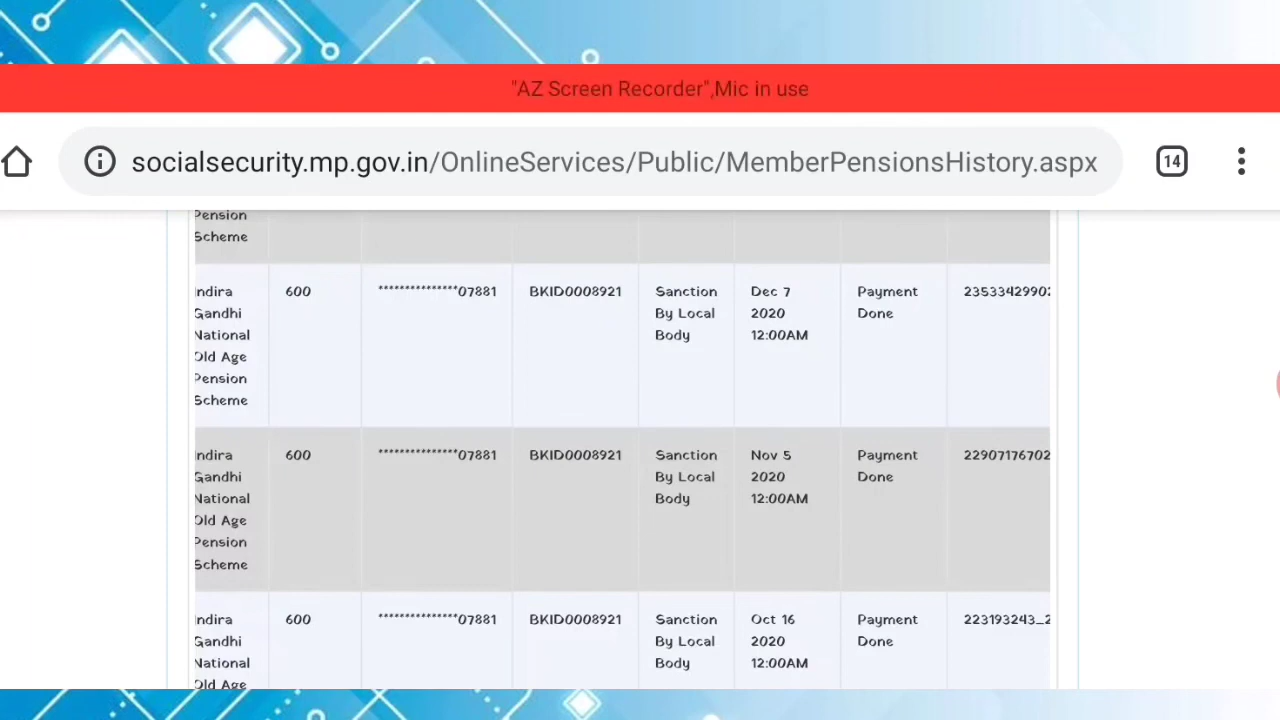 "AZ Screen Recorder",Mic in use
socialsecurity.mp.gov.in/OnlineServices/Public/MemberPensionsHistory.aspx
14
Pension
Scheme
Indira 600 ***************07881 BKID0008921 Sanction Dec 7 Payment 23533429902
Gandhi By Local 2020 Done
National Body 12:00AM
Old Age
Pension
Scheme
Indira 600 ***************07881 BKID0008921 Sanction Nov 5 Payment 22907176702
Gandhi By Local 2020 Done
National Body 12:00AM
Old Age
Pension
Scheme
Indira 600 ***************07881 BKID0008921 Sanction Oct 16 Payment 223193243_2
Gandhi By Local 2020 Done
National Body 12:00AM
Old Age